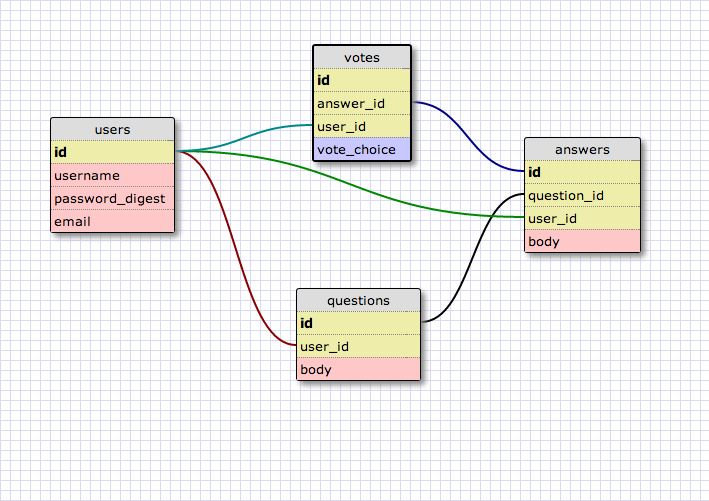 votes
id
answer_id
user_id
vote_choice
users
id
username
password_digest
email
answers
id
question_id
user_id
body
questions
id
user_id
body